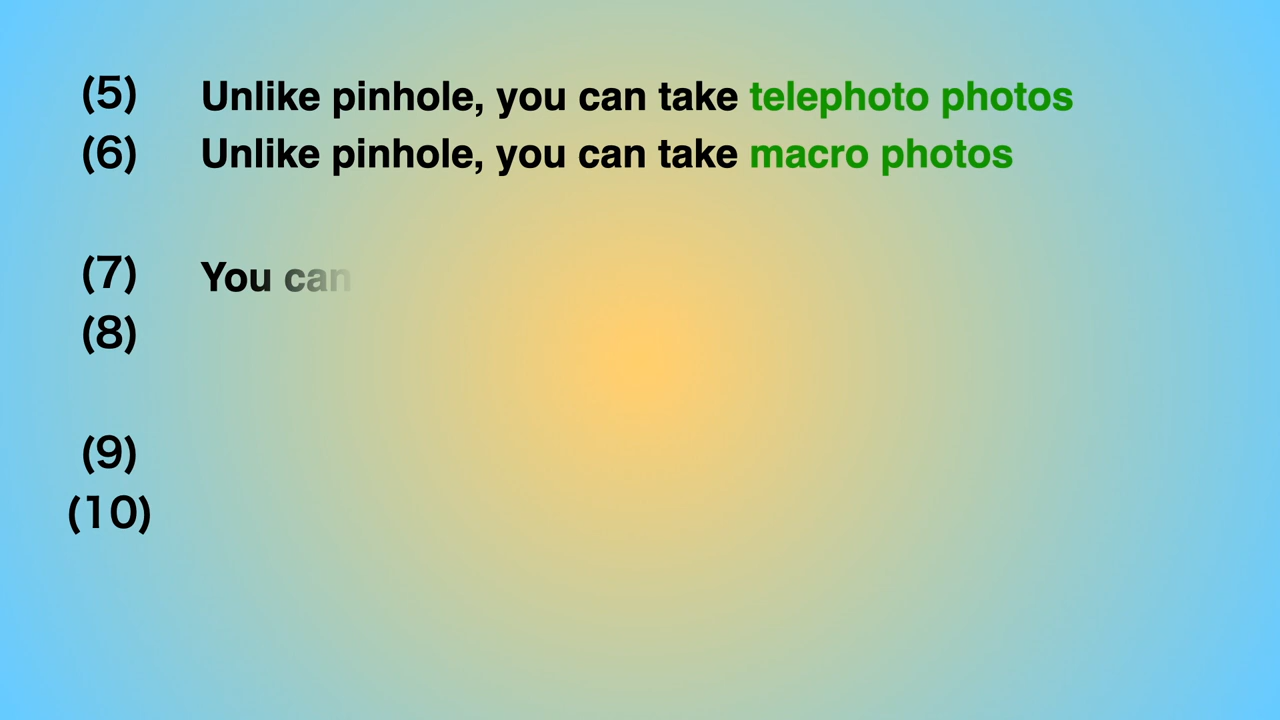 (5) Unlike pinhole, you can take telephoto photos
(6) Unlike pinhole, you can take macro photos
(7) You can
(8)
(9)
(10)